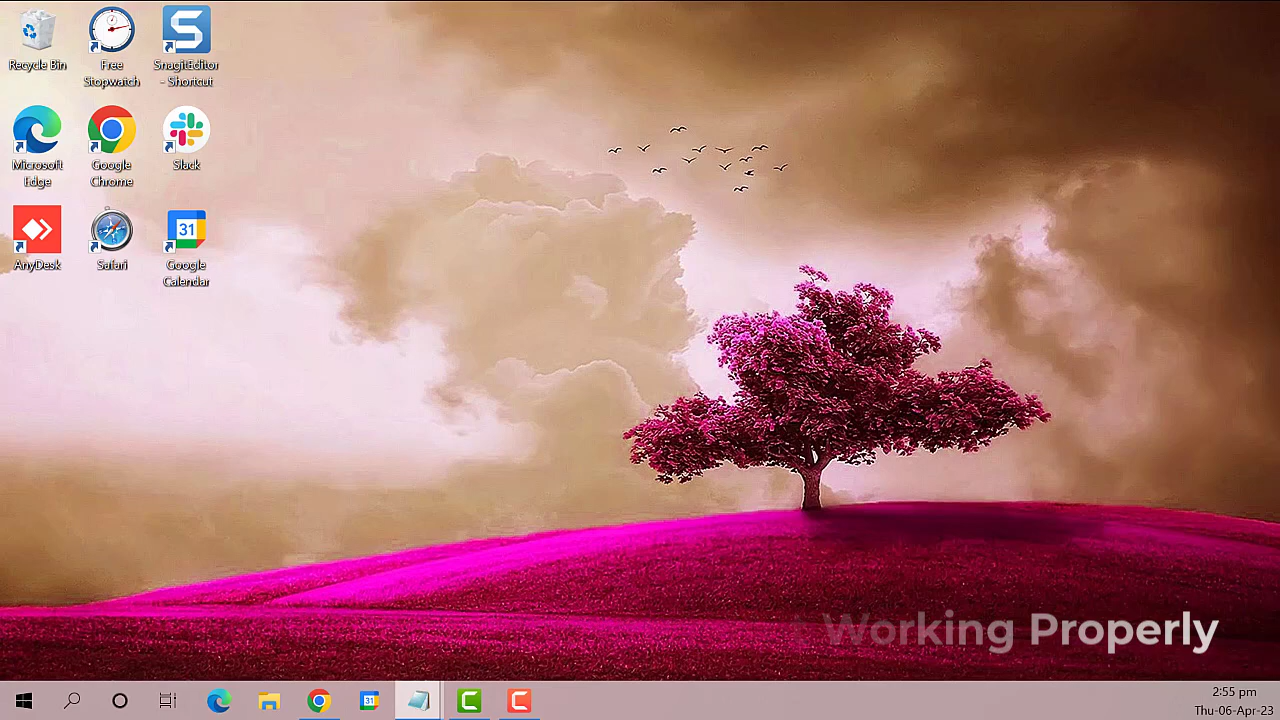 Recycle Bin
Free
Stopwatch
SnagitEditor
- Shortcut
Microsoft
Edge
Google
Chrome
Slack
AnyDesk
Safari
31
Google
Calendar
t Working Properly
31
2:55 pm
Thu-06-Apr-23